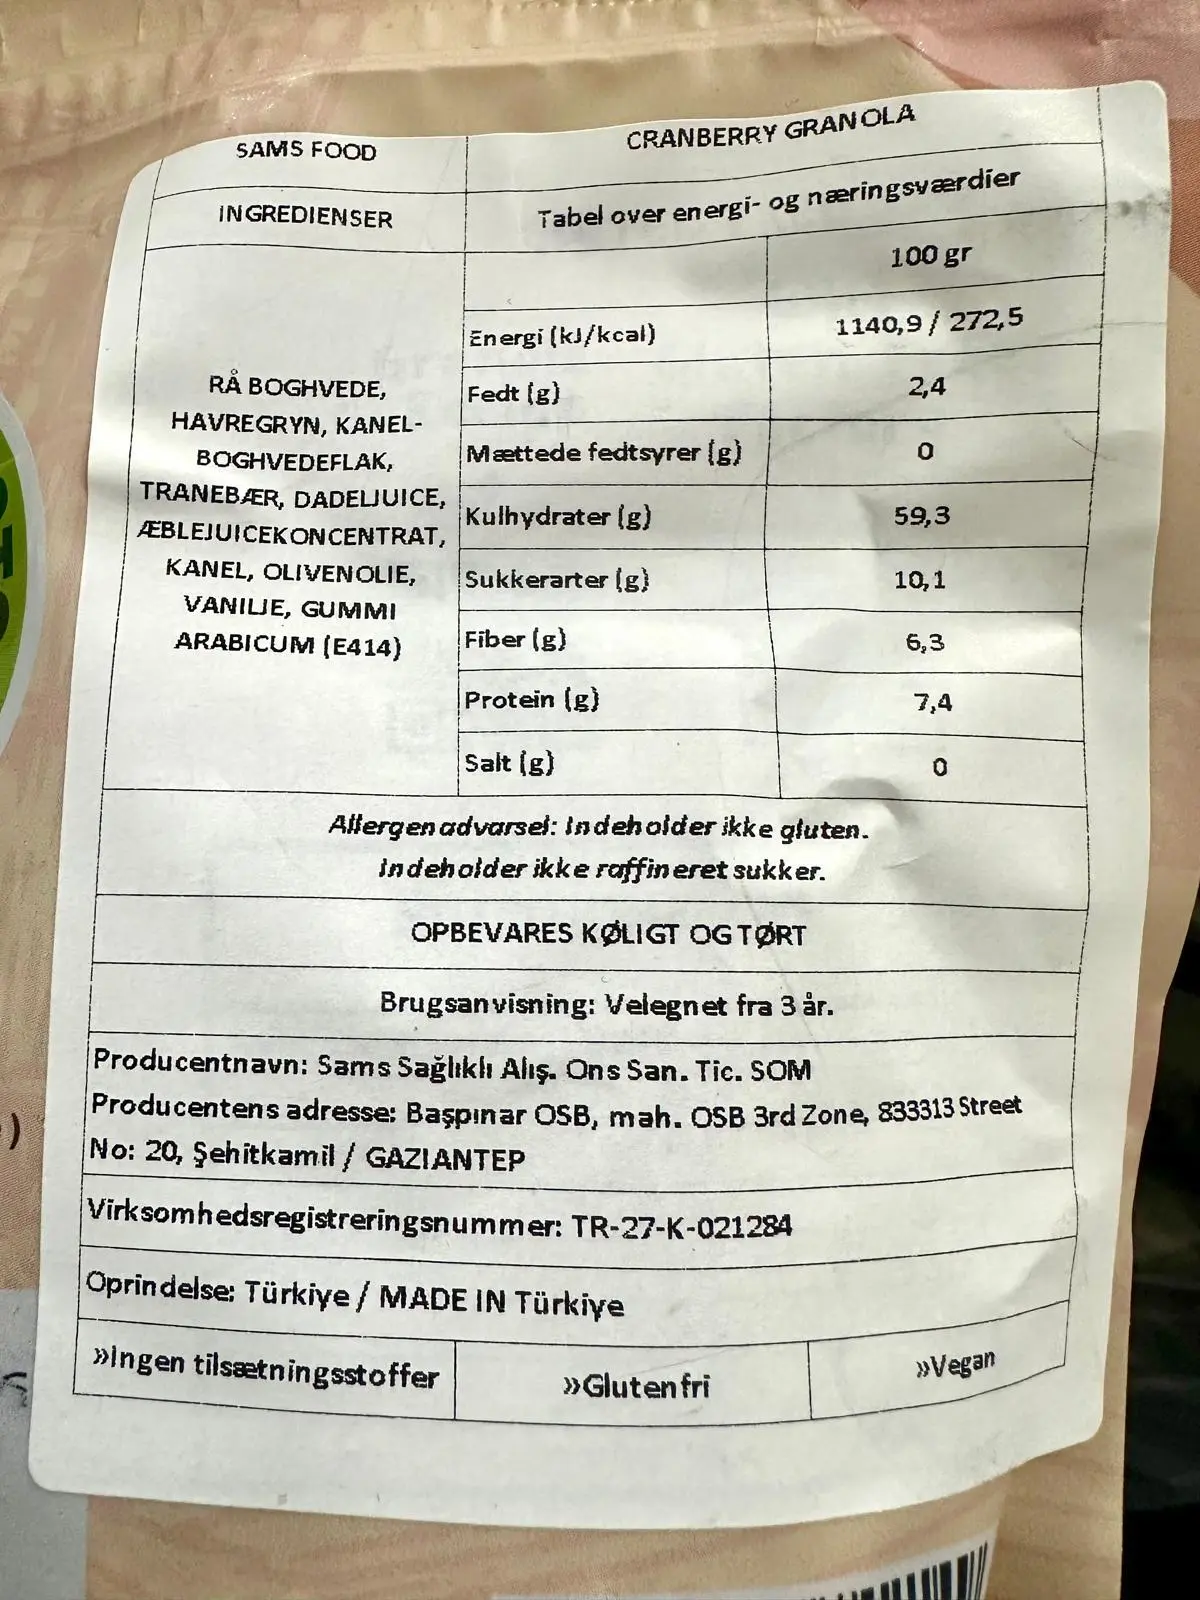 SAMS FOOD
CRANBERRY GRANOLA
INGREDIENSER
Tabel over energi- og næringsværdier
100 gr
RÅ BOGHVEDE,
HAVREGRYN, KANEL-
BOGHVEDEFLAK,
TRANEBÆR, DADELJUICE,
ÆBLEJUICEKONCENTRAT,
KANEL, OLIVENOLIE,
VANILJE, GUMMI
ARABICUM (E414)
Energi (kJ/kcal) 1140,9 / 272,5
Fedt (g) 2,4
Mættede fedtsyrer (g) 0
Kulhydrater (g) 59,3
Sukkerarter (g) 10,1
Fiber (g) 6,3
Protein (g) 7,4
Salt (g) 0
Allergenadvarsel: Indeholder ikke gluten.
Indeholder ikke raffineret sukker.
OPBEVARES KØLIGT OG TØRT
Brugsanvisning: Velegnet fra 3 år.
Producentnavn: Sams Sağlıklı Alış. Ons San. Tic. SOM
Producentens adresse: Başpınar OSB, mah. OSB 3rd Zone, 833313 Street
No: 20, Şehitkamil / GAZIANTEP
Virksomhedsregistreringsnummer: TR-27-K-021284
Oprindelse: Türkiye / MADE IN Türkiye
»Ingen tilsætningsstoffer
»Glutenfri
»Vegan